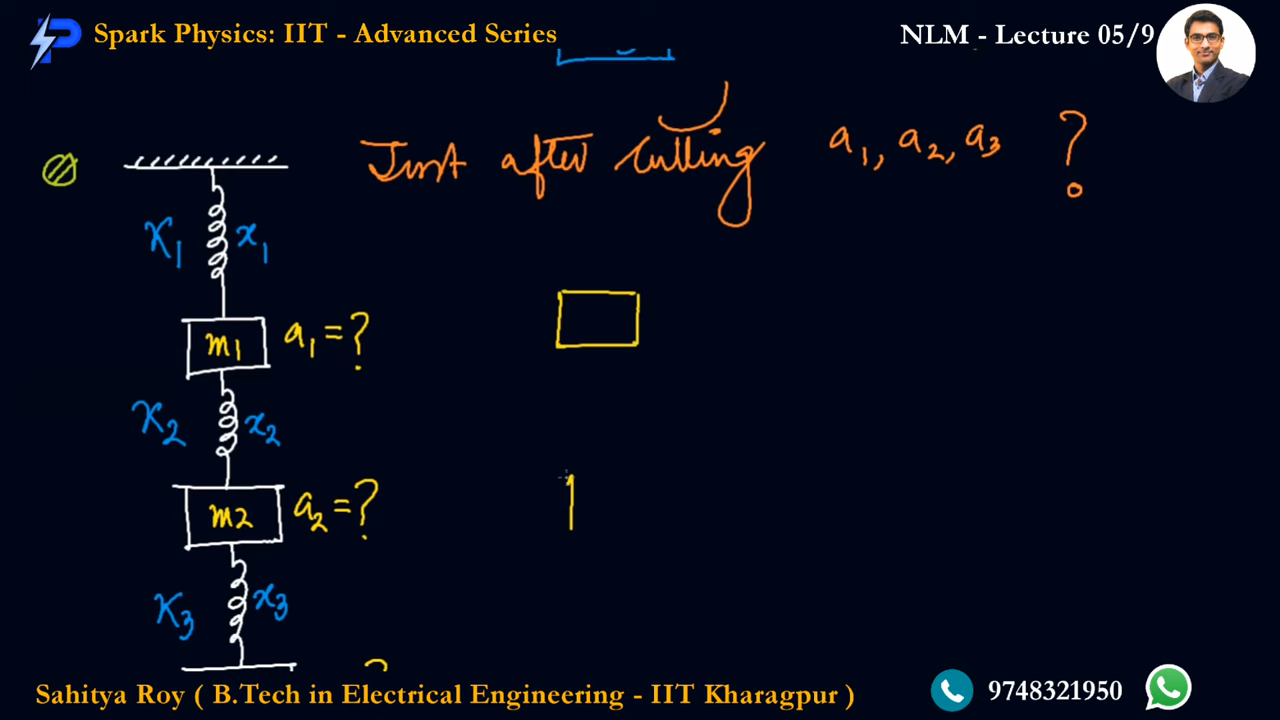 Spark Physics: IIT - Advanced Series
NLM - Lecture 05/9
Just after cutting a1, a2, a3 ?
K1 x1
m1 a1 = ?
K2 x2
m2 a2 = ?
K3 x3
?
Sahitya Roy ( B.Tech in Electrical Engineering - IIT Kharagpur )
9748321950